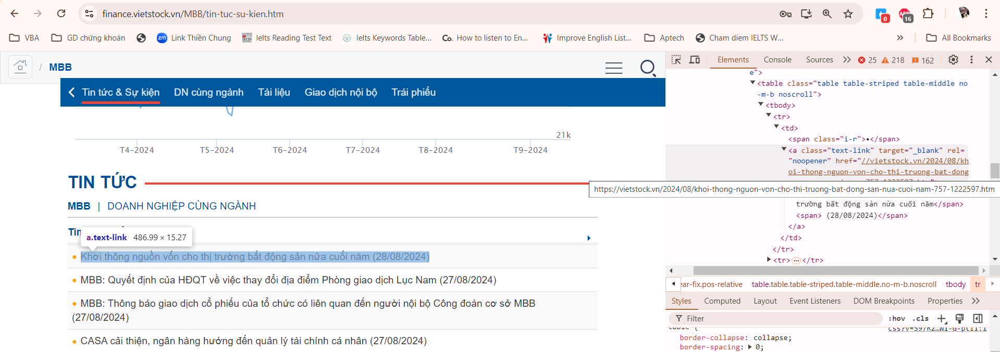 finance.vietstock.vn/MBB/tin-tuc-su-kien.htm
0
16
VBA
GD chứng khoán
zm
Link Thiền Chung
Ielts Reading Test Text
Ielts Keywords Table...
Co.
How to listen to En...
Improve English List...
Aptech
Cham diem IELTS W...
»
All Bookmarks
/ MBB
Tin tức & Sự kiện
DN cùng ngành
Tài liệu
Giao dịch nội bộ
Trái phiếu
21k
T4-2024
T5-2024
T6-2024
T7-2024
T8-2024
T9-2024
TIN TỨC
MBB | DOANH NGHIỆP CÙNG NGÀNH
a.text-link 486.99 × 15.27
• Khơi thông nguồn vốn cho thị trường bất động sản nửa cuối năm (28/08/2024)
• MBB: Quyết định của HĐQT về việc thay đổi địa điểm Phòng giao dịch Lục Nam (27/08/2024)
• MBB: Thông báo giao dịch cổ phiếu của tổ chức có liên quan đến người nội bộ Công đoàn cơ sở MBB
(27/08/2024)
• CASA cải thiện, ngân hàng hướng đến quản lý tài chính cá nhân (27/08/2024)
Elements
Console
Sources
»
25
218
162
e">
<table class="table table-striped table-middle no
-m-b noscroll">
<tbody>
<tr>
<td>
<span class="i-r">•</span>
<a class="text-link" target="_blank" rel=
"noopener" href="//vietstock.vn/2024/08/kh
oi-thong-nguon-von-cho-thi-truong-bat-dong
https://vietstock.vn/2024/08/khoi-thong-nguon-von-cho-thi-truong-bat-dong-san-nua-cuoi-nam-757-1222597.htm
trường bất động sản nửa cuối năm</span>
<span> (28/08/2024)</span>
</a>
</td>
</tr>
<tr>…</tr>
ear-fix.pos-relative
table.table.table-striped.table-middle.no-m-b.noscroll
tbody
tr
Styles
Computed
Layout
Event Listeners
DOM Breakpoints
Properties
»
Filter
:hov
.cls
table {
border-collapse: collapse;
border-spacing: 0;